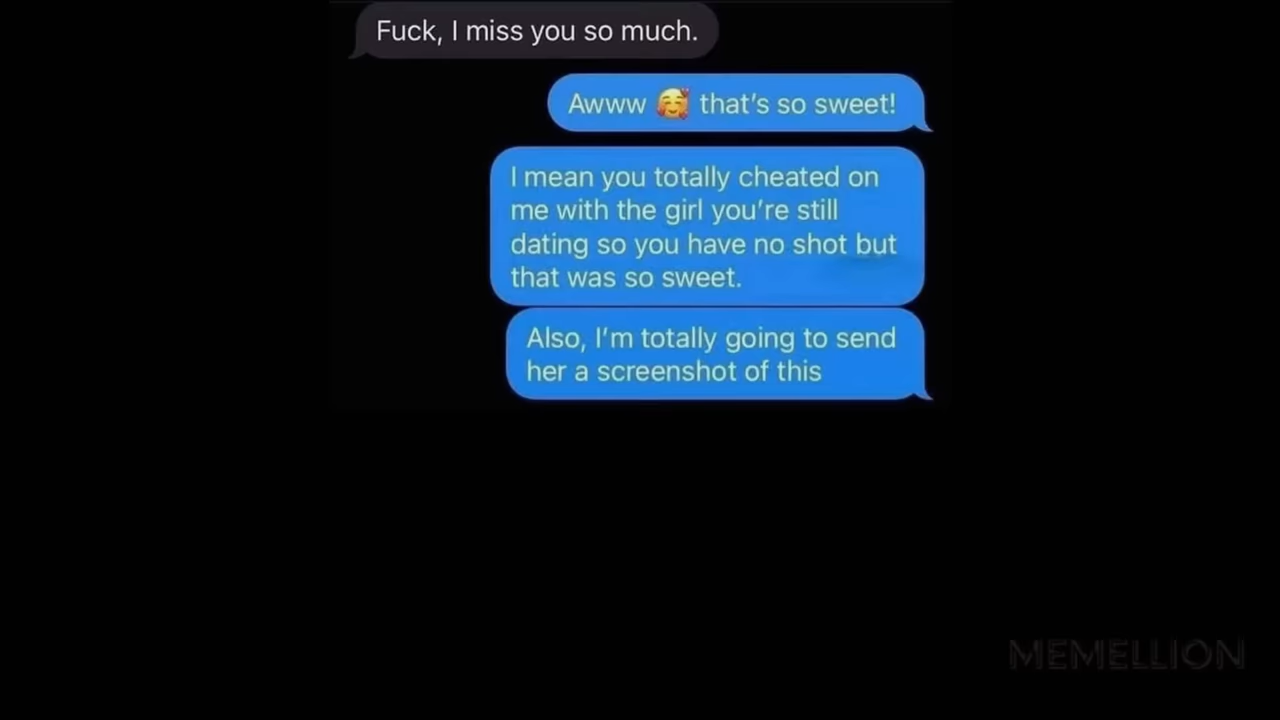 Fuck, I miss you so much.
Awww 🥰 that's so sweet!
I mean you totally cheated on
me with the girl you're still
dating so you have no shot but
that was so sweet.
Also, I'm totally going to send
her a screenshot of this
MEMELLION